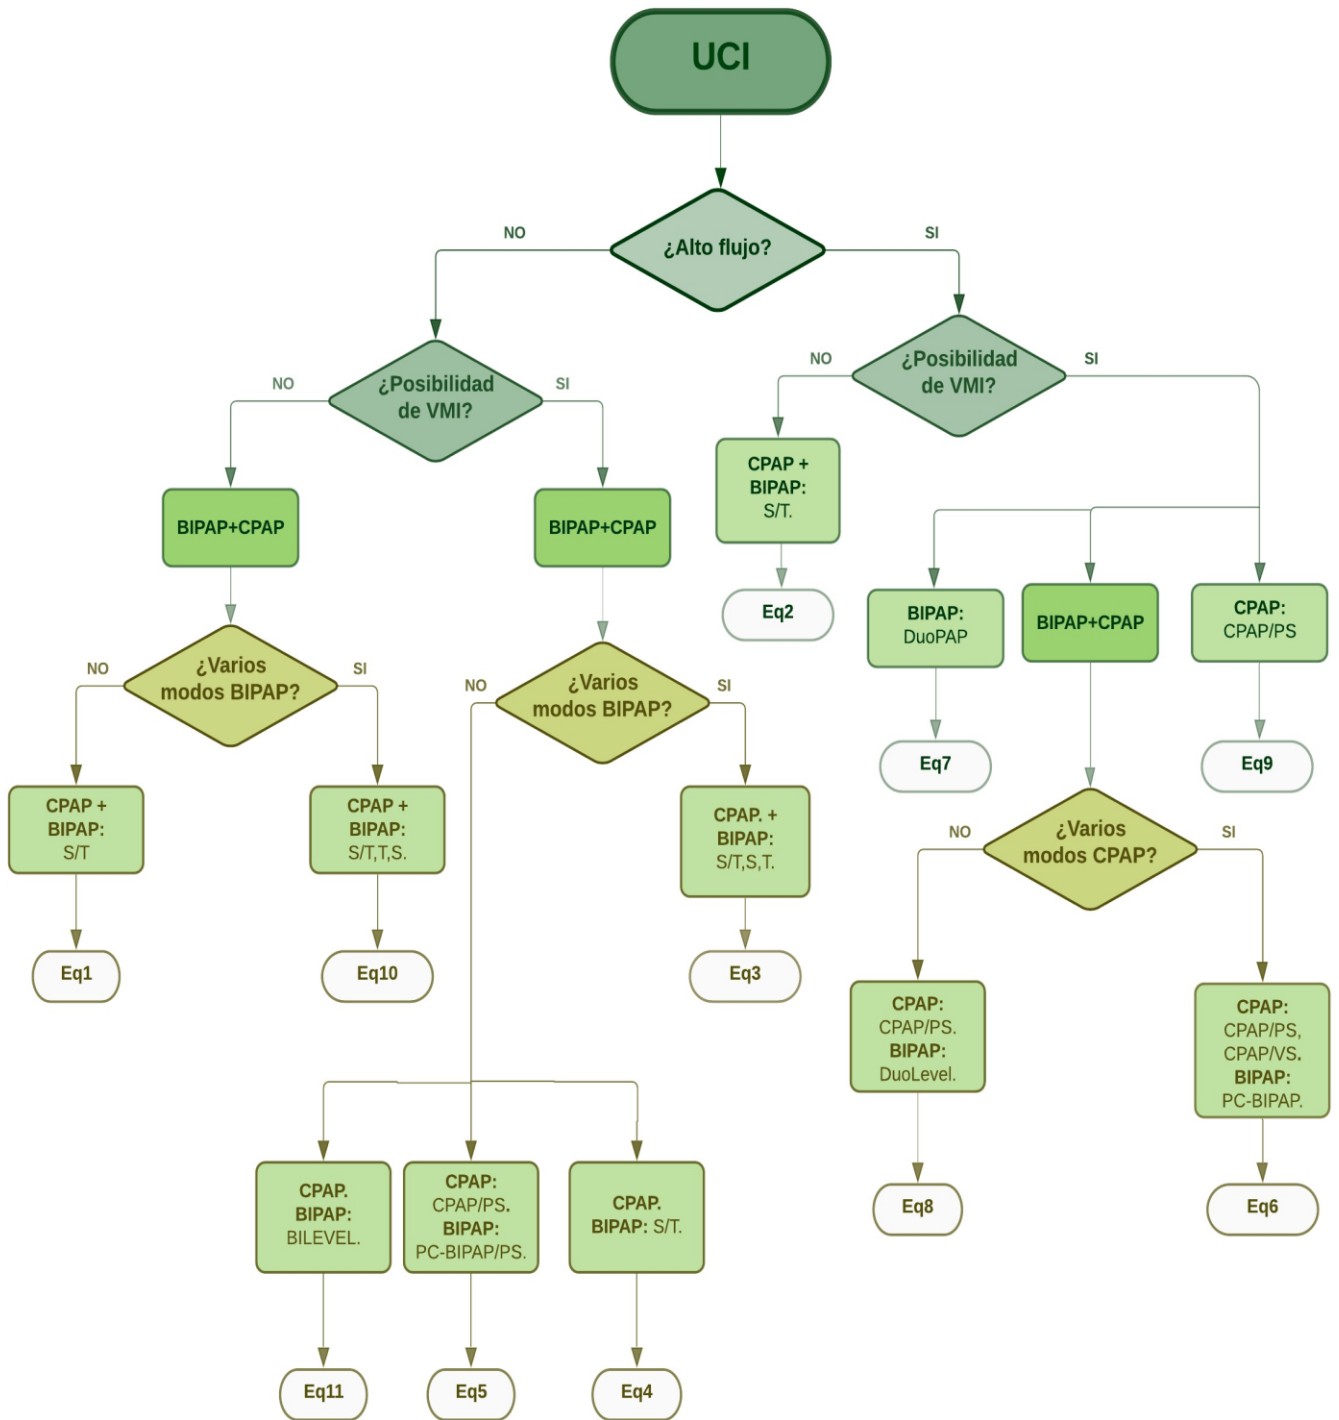 UCI
¿Alto flujo?
NO
SI
¿Posibilidad
de VMI?
NO
SI
¿Posibilidad
de VMI?
NO
SI
CPAP +
BIPAP:
S/T.
Eq2
BIPAP+CPAP
BIPAP+CPAP
BIPAP:
DuoPAP
BIPAP+CPAP
CPAP:
CPAP/PS
Eq7
Eq9
¿Varios
modos BIPAP?
NO
SI
¿Varios
modos BIPAP?
NO
SI
CPAP +
BIPAP:
S/T
CPAP +
BIPAP:
S/T,T,S.
CPAP. +
BIPAP:
S/T,S,T.
¿Varios
modos CPAP?
NO
SI
Eq1
Eq10
Eq3
CPAP:
CPAP/PS.
BIPAP:
DuoLevel.
CPAP:
CPAP/PS,
CPAP/VS.
BIPAP:
PC-BIPAP.
Eq8
Eq6
CPAP.
BIPAP:
BILEVEL.
CPAP:
CPAP/PS.
BIPAP:
PC-BIPAP/PS.
CPAP.
BIPAP: S/T.
Eq11
Eq5
Eq4